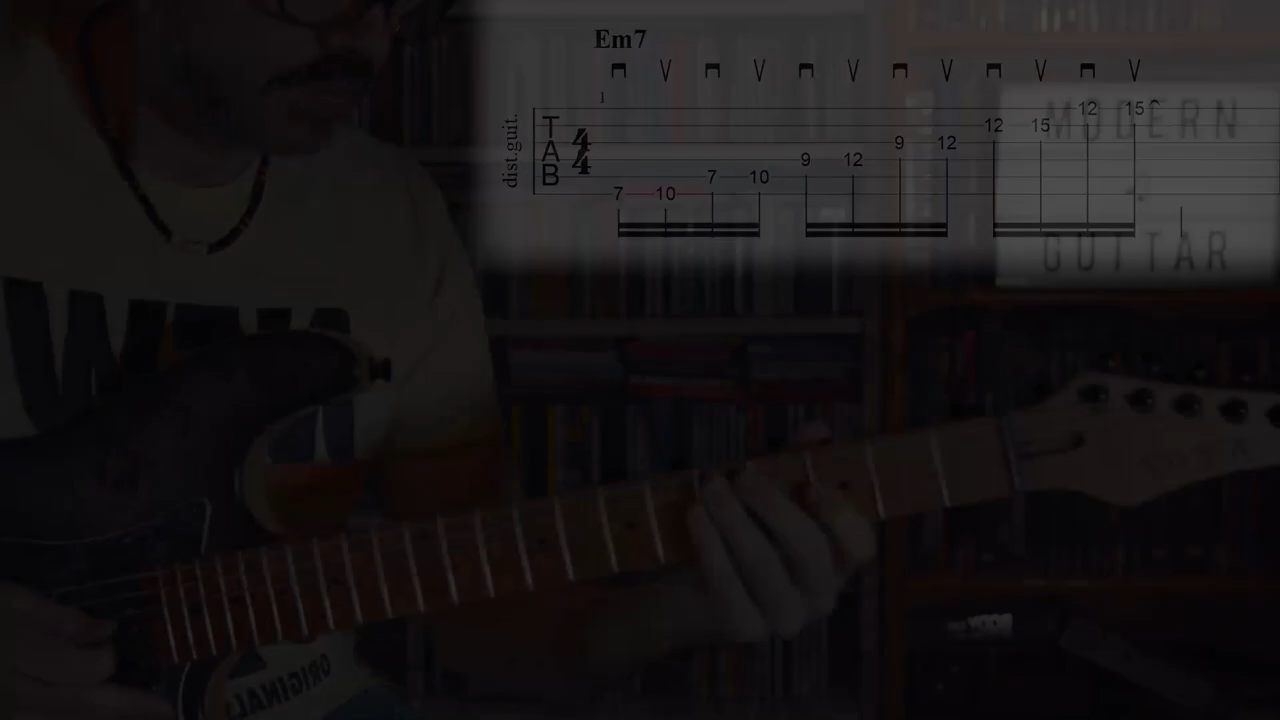 Em7
1
dist.guit.
TAB
4
4
12 15
12 15
9 12
9 12
7 10
7 10
MODERN
GUITAR
ORIGINAL